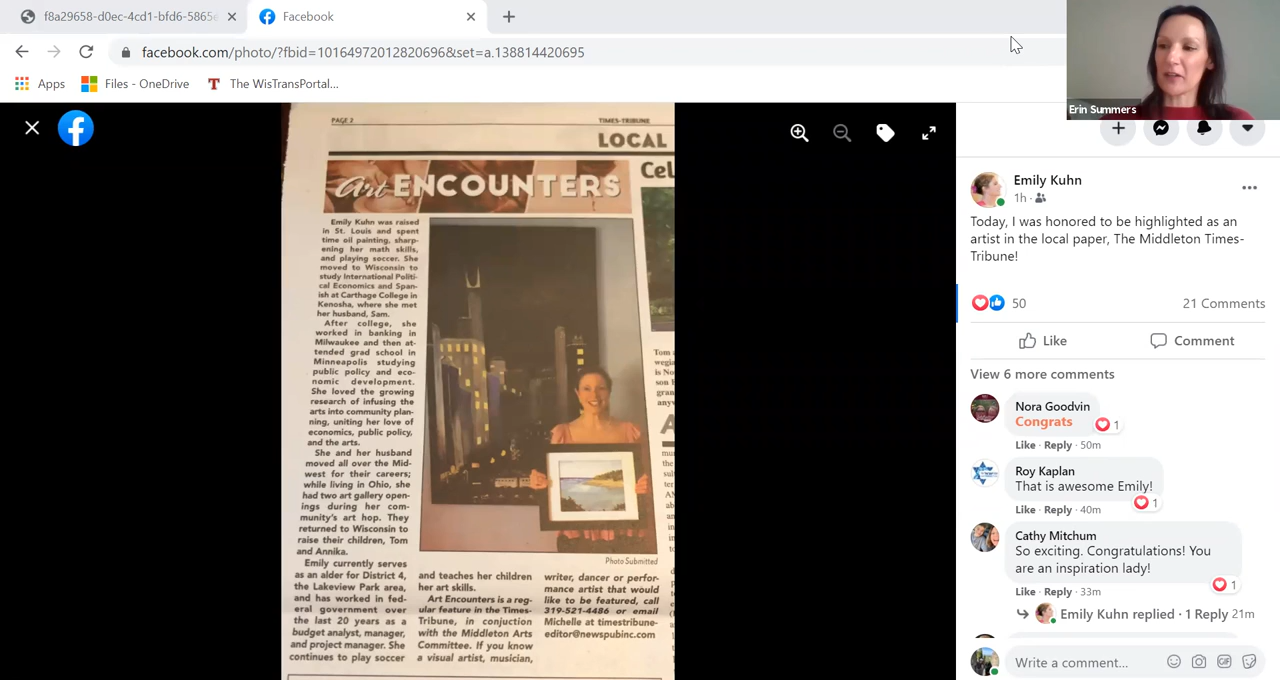 f8a29658-d0ec-4cd1-bfd6-5865
Facebook
facebook.com/photo/?fbid=10164972012820696&set=a.138814420695
Apps
Files - OneDrive
The WisTransPortal...
Erin Summers
PAGE 2
TIMES-TRIBUNE
LOCAL
Art ENCOUNTERS
Cel
Emily Kuhn was raised
in St. Louis and spent
time oil painting, sharp-
ening her math skills,
and playing soccer. She
moved to Wisconsin to
study International Politi-
cal Economics and Span-
ish at Carthage College in
Kenosha, where she met
her husband, Sam.
After college, she
worked in banking in
Milwaukee and then at-
tended grad school in
Minneapolis studying
public policy and eco-
nomic development.
She loved the growing
research of infusing the
arts into community plan-
ning, uniting her love of
economics, public policy,
and the arts.
She and her husband
moved all over the Mid-
west for their careers;
while living in Ohio, she
had two art gallery open-
ings during her com-
munity's art hop. They
returned to Wisconsin to
raise their children, Tom
and Annika.
Emily currently serves
as an alder for District 4,
the Lakeview Park area,
and has worked in fed-
eral government over
the last 20 years as a
budget analyst, manager,
and project manager. She
continues to play soccer
Photo Submitted
and teaches her children
her art skills.
Art Encounters is a reg-
ular feature in the Times-
Tribune, in conjunction
with the Middleton Arts
Committee. If you know
a visual artist, musician,
writer, dancer or perfor-
mance artist that would
like to be featured, call
319-521-4486 or email
Michelle at timestribune-
editor@newspubinc.com
Emily Kuhn
1h
Today, I was honored to be highlighted as an
artist in the local paper, The Middleton Times-
Tribune!
50
21 Comments
Like
Comment
View 6 more comments
Nora Goodvin
Congrats
1
Like · Reply · 50m
Roy Kaplan
That is awesome Emily!
1
Like · Reply · 40m
Cathy Mitchum
So exciting. Congratulations! You
are an inspiration lady!
1
Like · Reply · 33m
Emily Kuhn replied · 1 Reply 21m
Write a comment...
GIF